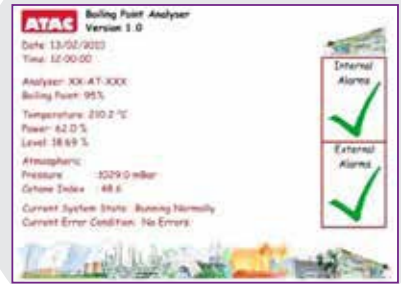 ATAC
Boiling Point Analyser
Version 1.0
Date: 13/02/2013
Time: 12:00:00
Analyser: XX-AT-XXX
Boiling Point: 95%
Temperature: 210.2 °C
Power: 62.0 %
Level: 38.69 %
Atmospheric
Pressure :1029.0 mBar
Cetane Index : 48.6
Current System State: Running Normally
Current Error Condition: No Errors
Internal
Alarms
External
Alarms